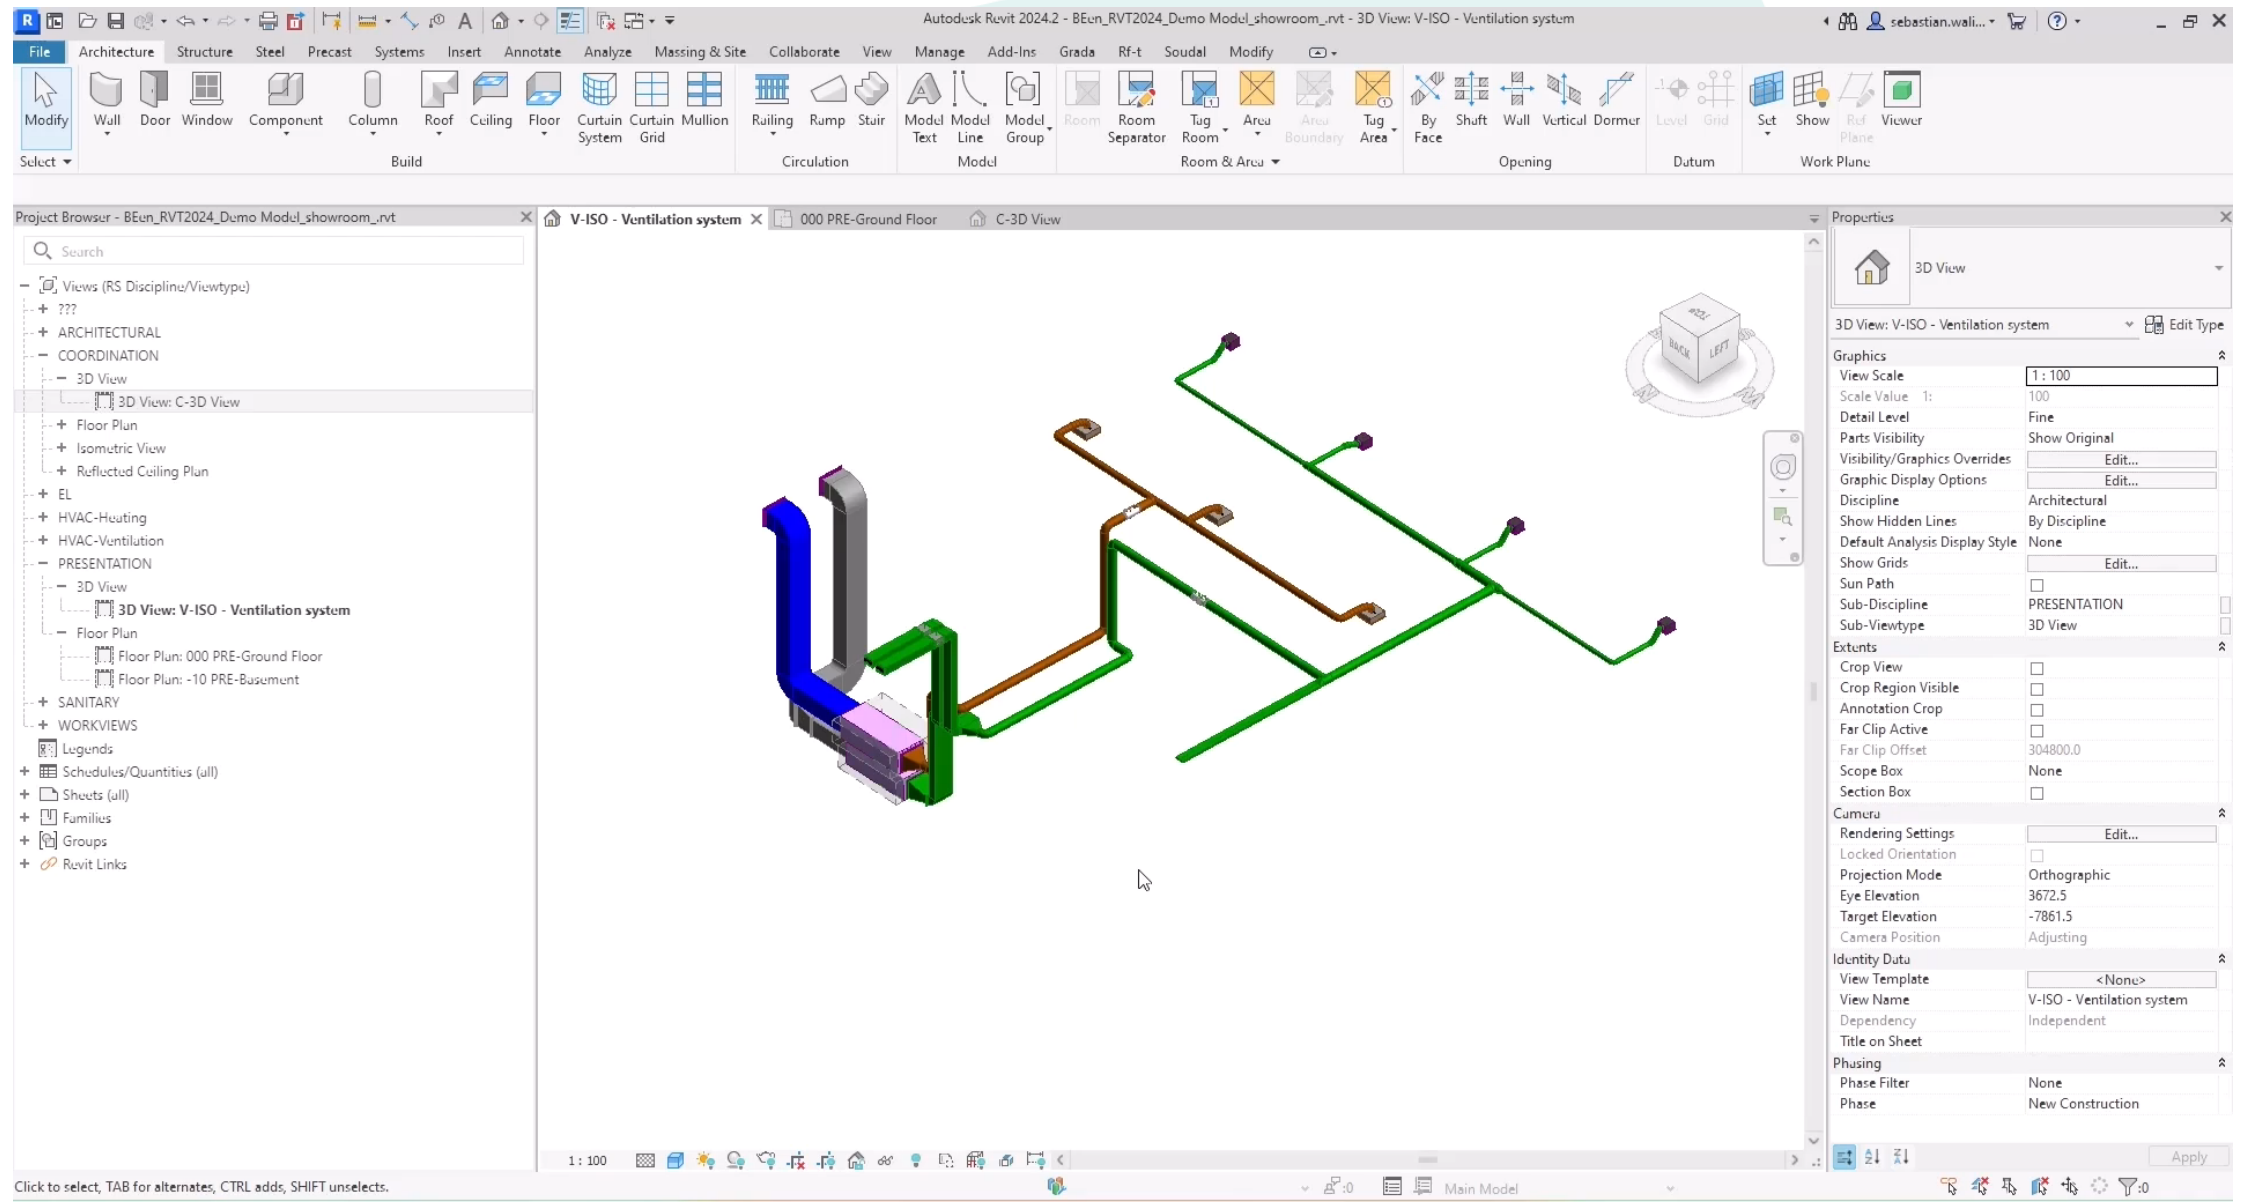 Autodesk Revit 2024.2 - BEen_RVT2024_Demo Model_showroom_.rvt - 3D View: V-ISO - Ventilation system
sebastian.wali...
File Architecture Structure Steel Precast Systems Insert Annotate Analyze Massing & Site Collaborate View Manage Add-Ins Grada Rf-t Soudal Modify
Modify Wall Door Window Component Column Roof Ceiling Floor Curtain System Curtain Grid Mullion Railing Ramp Stair Model Text Model Line Model Group Room Room Separator Tag Room Area Area Boundary Tag Area By Face Shaft Wall Vertical Dormer Level Grid Set Show Ref Plane Viewer
Select Build Circulation Model Room & Area Opening Datum Work Plane
Project Browser - BEen_RVT2024_Demo Model_showroom_.rvt
Search
Views (RS Discipline/Viewtype)
???
ARCHITECTURAL
COORDINATION
3D View
3D View: C-3D View
Floor Plan
Isometric View
Reflected Ceiling Plan
EL
HVAC-Heating
HVAC-Ventilation
PRESENTATION
3D View
3D View: V-ISO - Ventilation system
Floor Plan
Floor Plan: 000 PRE-Ground Floor
Floor Plan: -10 PRE-Basement
SANITARY
WORKVIEWS
Legends
Schedules/Quantities (all)
Sheets (all)
Families
Groups
Revit Links
V-ISO - Ventilation system 000 PRE-Ground Floor C-3D View
TOP
BACK LEFT
Properties
3D View
3D View: V-ISO - Ventilation system Edit Type
Graphics
View Scale 1 : 100
Scale Value 1: 100
Detail Level Fine
Parts Visibility Show Original
Visibility/Graphics Overrides Edit...
Graphic Display Options Edit...
Discipline Architectural
Show Hidden Lines By Discipline
Default Analysis Display Style None
Show Grids Edit...
Sun Path
Sub-Discipline PRESENTATION
Sub-Viewtype 3D View
Extents
Crop View
Crop Region Visible
Annotation Crop
Far Clip Active
Far Clip Offset 304800.0
Scope Box None
Section Box
Camera
Rendering Settings Edit...
Locked Orientation
Projection Mode Orthographic
Eye Elevation 3672.5
Target Elevation -7861.5
Camera Position Adjusting
Identity Data
View Template <None>
View Name V-ISO - Ventilation system
Dependency Independent
Title on Sheet
Phasing
Phase Filter None
Phase New Construction
Apply
1 : 100
Click to select, TAB for alternates, CTRL adds, SHIFT unselects.
:0 Main Model :0